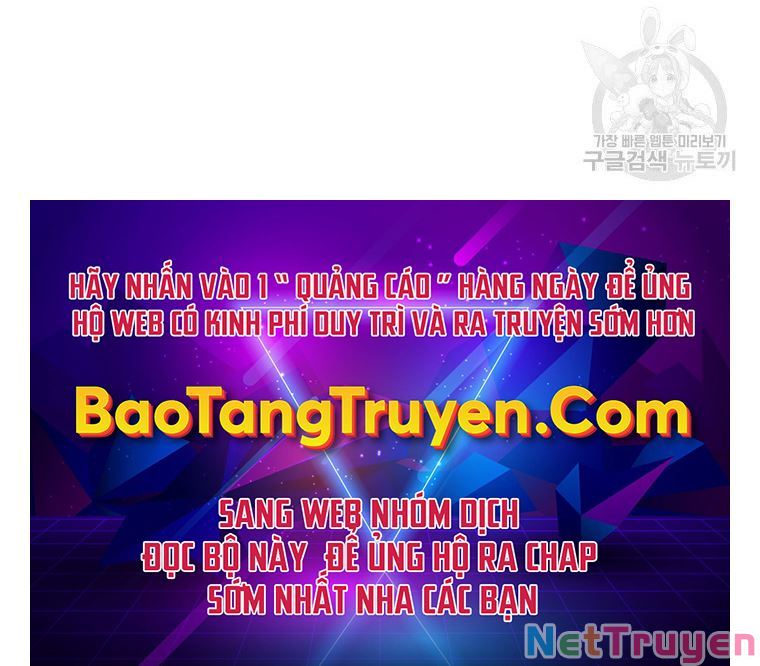 가장 빠른 웹툰 미리보기
구글검색 뉴토끼
HÃY NHẤN VÀO 1 “ QUẢNG CÁO ” HÀNG NGÀY ĐỂ ỦNG
HỘ WEB CÓ KINH PHÍ DUY TRÌ VÀ RA TRUYỆN SỚM HƠN
BaoTangTruyen.Com
SANG WEB NHÓM DỊCH
ĐỌC BỘ NÀY ĐỂ ỦNG HỘ RA CHAP
SỚM NHẤT NHA CÁC BẠN
NetTruyen